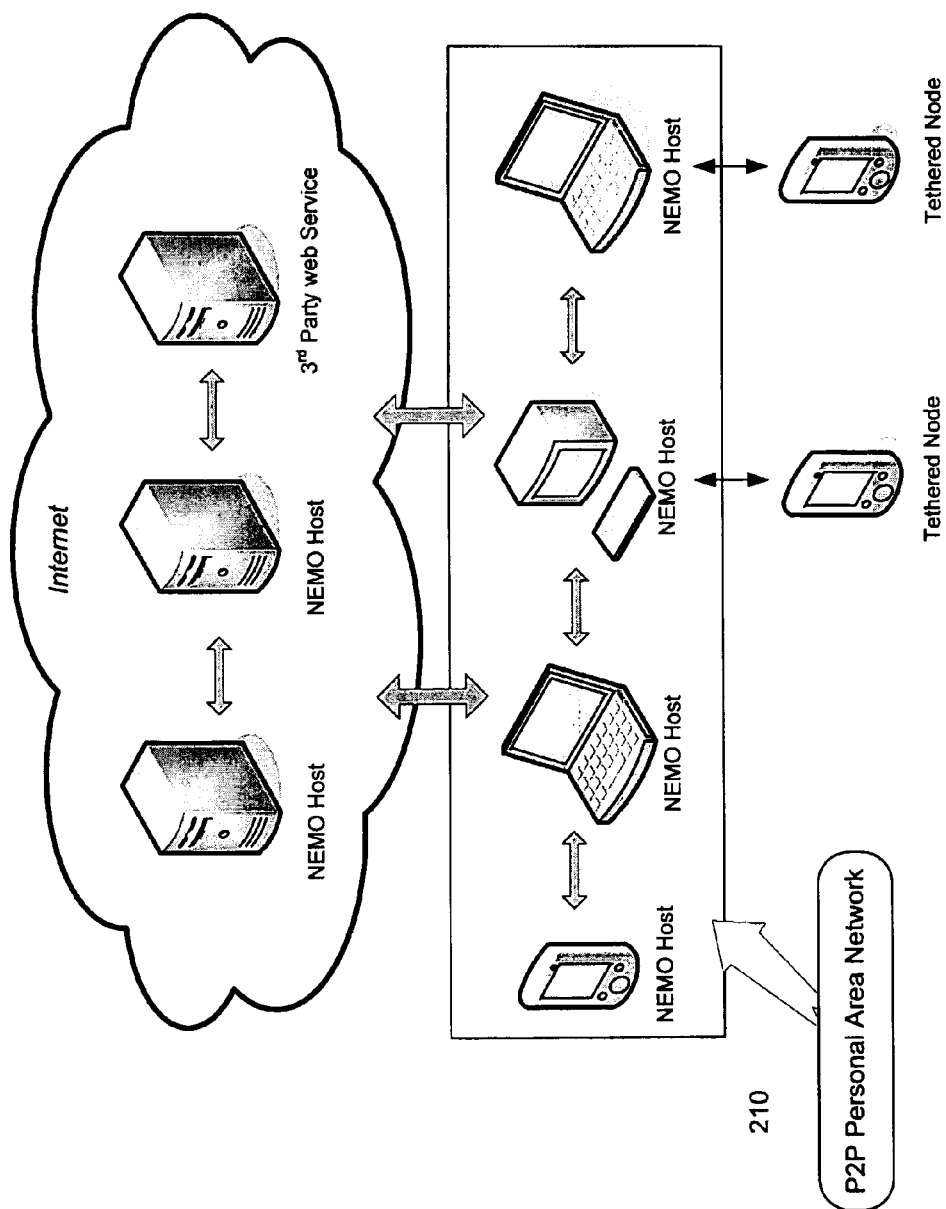 Internet
NEMO Host
NEMO Host
3rd Party web Service
NEMO Host
NEMO Host
NEMO Host
NEMO Host
210
P2P Personal Area Network
Tethered Node
Tethered Node